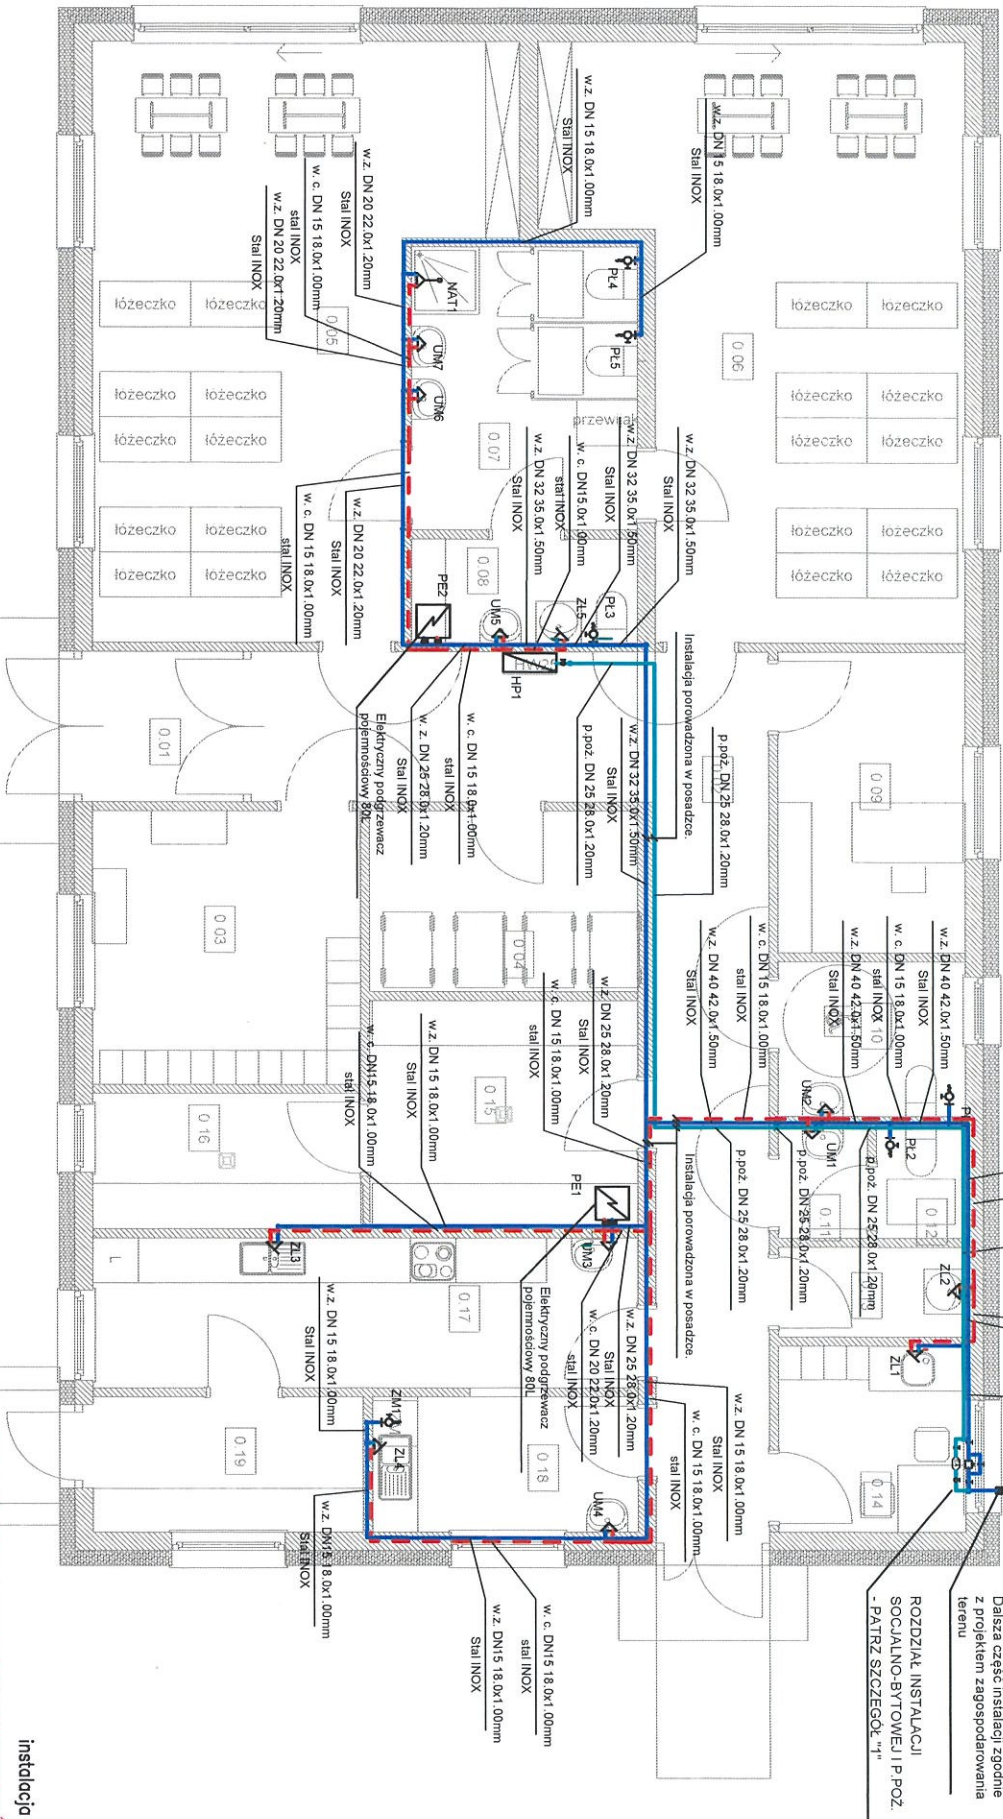 w.z. DN 15 18.0x1.00mm
Stal INOX
w.z. DN 15 18.0x1.00mm
Stal INOX
w.z. DN 20 22.0x1.20mm
Stal INOX
w. c. DN 15 18.0x1.00mm
stal INOX
w.z. DN 20 22.0x1.20mm
Stal INOX
NAT1
UM7
UM6
PŁ4
PŁ5
łóżeczko łóżeczko
łóżeczko łóżeczko
łóżeczko łóżeczko
łóżeczko łóżeczko
łóżeczko łóżeczko
łóżeczko łóżeczko
łóżeczko łóżeczko
łóżeczko łóżeczko
łóżeczko łóżeczko
łóżeczko łóżeczko
0.05
0.06
0.07
0.08
w.z. DN 32 35.0x1.50mm
Stal INOX
w. c. DN15.0x1.00mm
stal INOX
w.z. DN 32 35.0x1.50mm
Stal INOX
w.z. DN 32 35.0x1.50mm
Stal INOX
w.z. DN 20 22.0x1.20mm
Stal INOX
w. c. DN 15 18.0x1.00mm
stal INOX
PE2
UM5
ZL5
PŁ3
HP1
Instalacja porowadzona w posadzce.
p.poż. DN 25 28.0x1.20mm
w.z. DN 32 35.0x1.50mm
Stal INOX
p.poż. DN 25 28.0x1.20mm
w. c. DN 15 18.0x1.00mm
stal INOX
w. z. DN 25 28.0x1.20mm
Stal INOX
Elektryczny podgrzewacz
pojemnościowy 80L
0.01
0.09
0.03
0.04
w.z. DN 40 42.0x1.50mm
Stal INOX
w. c. DN 15 18.0x1.00mm
stal INOX
w.z. DN 40 42.0x1.50mm
Stal INOX
w. c. DN 15 18.0x1.00mm
stal INOX
w.z. DN 40 42.0x1.50mm
Stal INOX
w.z. DN 25 28.0x1.20mm
Stal INOX
w. c. DN 15 18.0x1.00mm
stal INOX
w.z. DN 15 18.0x1.00mm
Stal INOX
w. c. DN15 18.0x1.00mm
stal INOX
UM2
UM1
PŁ2
0.15
0.16
0.11
0.12
Instalacja porowadzona w posadzce.
p.poż. DN 25 28.0x1.20mm
p.poż. DN 25 28.0x1.20mm
p.poż. DN 25 28.0x1.20mm
PE1
UM3
ZL3
ZL2
ZL1
L
0.17
Elektryczny podgrzewacz
pojemnościowy 80L
w.z. DN 25 28.0x1.20mm
Stal INOX
w. c. DN 20 22.0x1.20mm
stal INOX
w.z. DN 15 18.0x1.00mm
Stal INOX
w.z. DN 15 18.0x1.00mm
Stal INOX
w. c. DN 15 18.0x1.00mm
stal INOX
ZM1
ZL4
UM4
0.18
0.19
0.14
w.z. DN15 18.0x1.00mm
Stal INOX
w. c. DN15 18.0x1.00mm
stal INOX
w.z. DN15 18.0x1.00mm
Stal INOX
Dalsza część instalacji zgodnie
z projektem zagospodarowania
terenu
ROZDZIAŁ INSTALACJI
SOCJALNO-BYTOWEJ I P.POŻ.
- PATRZ SZCZEGÓŁ "1"
instalacja